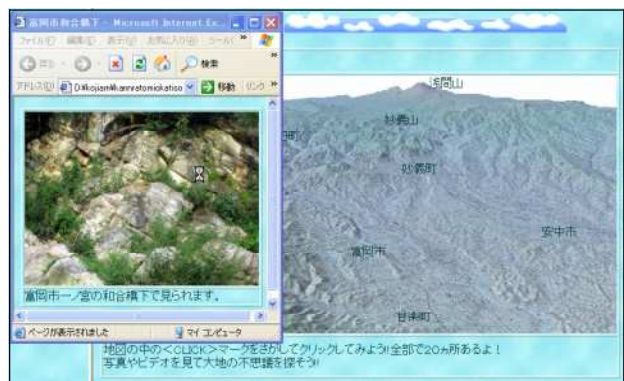 富岡市和合橋下 - Microsoft Internet Ex...
ファイル(F) 編集(E) 表示(V) お気に入り(A) ツール(
検索
アドレス(D)
移動 リンク
富岡市一ノ宮の和合橋下で見られます。
ページが表示されました
マイ コンピュータ
浅間山
妙義山
妙義町
安中市
富岡市
甘楽町
地図の中の<CLICK>マークをさがしてクリックしてみよう!!全部で20ヵ所あるよ!
写真やビデオを見て大地の不思議を探そう!!